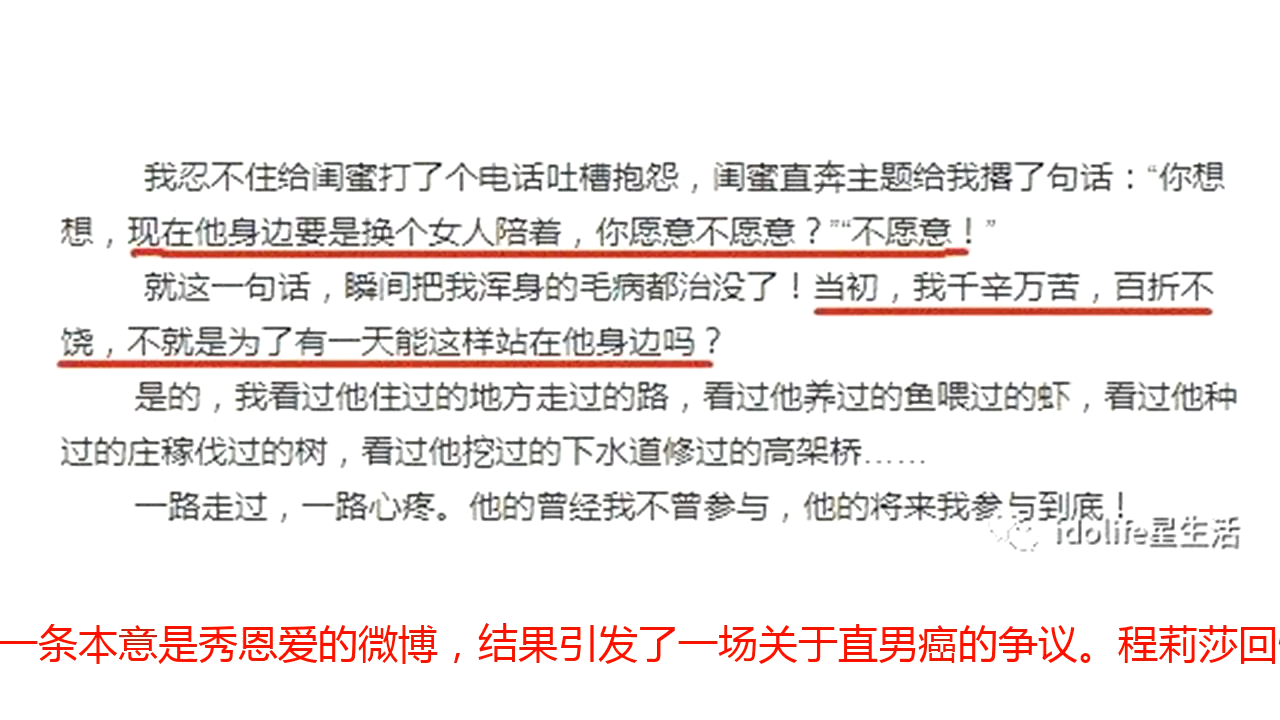 我忍不住给闺蜜打了个电话吐槽抱怨，闺蜜直奔主题给我撂了句话：“你想
想，现在他身边要是换个女人陪着，你愿意不愿意？”“不愿意！”
就这一句话，瞬间把我浑身的毛病都治没了！当初，我千辛万苦，百折不
饶，不就是为了有一天能这样站在他身边吗？
是的，我看过他住过的地方走过的路，看过他养过的鱼喂过的虾，看过他种
过的庄稼伐过的树，看过他挖过的下水道修过的高架桥……
一路走过，一路心疼。他的曾经我不曾参与，他的将来我参与到底！
idolife星生活
一条本意是秀恩爱的微博，结果引发了一场关于直男癌的争议。程莉莎回